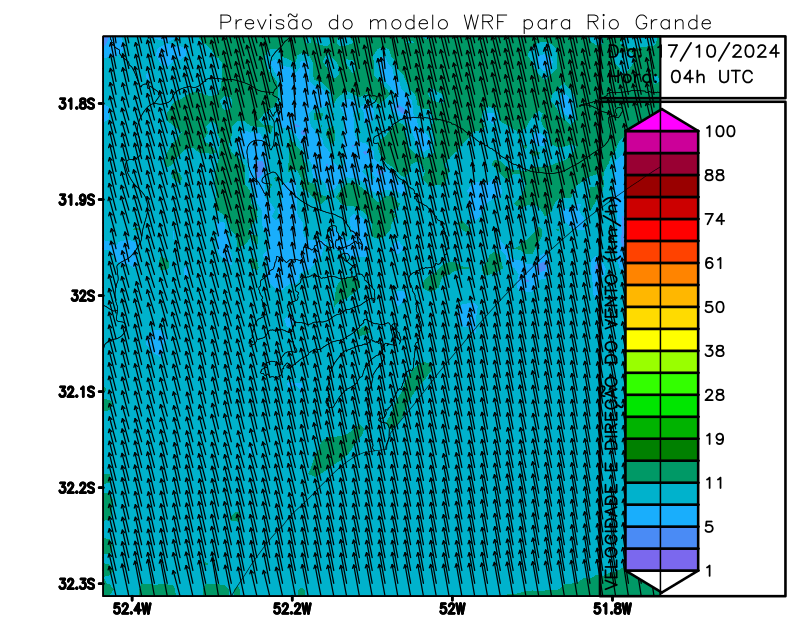 Previsão do modelo WRF para Rio Grande
Dia: 17/10/2024
Hora: 04h UTC
31.8S
31.9S
32S
32.1S
32.2S
32.3S
52.4W
52.2W
52W
51.8W
VELOCIDADE E DIREÇÃO DO VENTO (km/h)
100
88
74
61
50
38
28
19
11
5
1